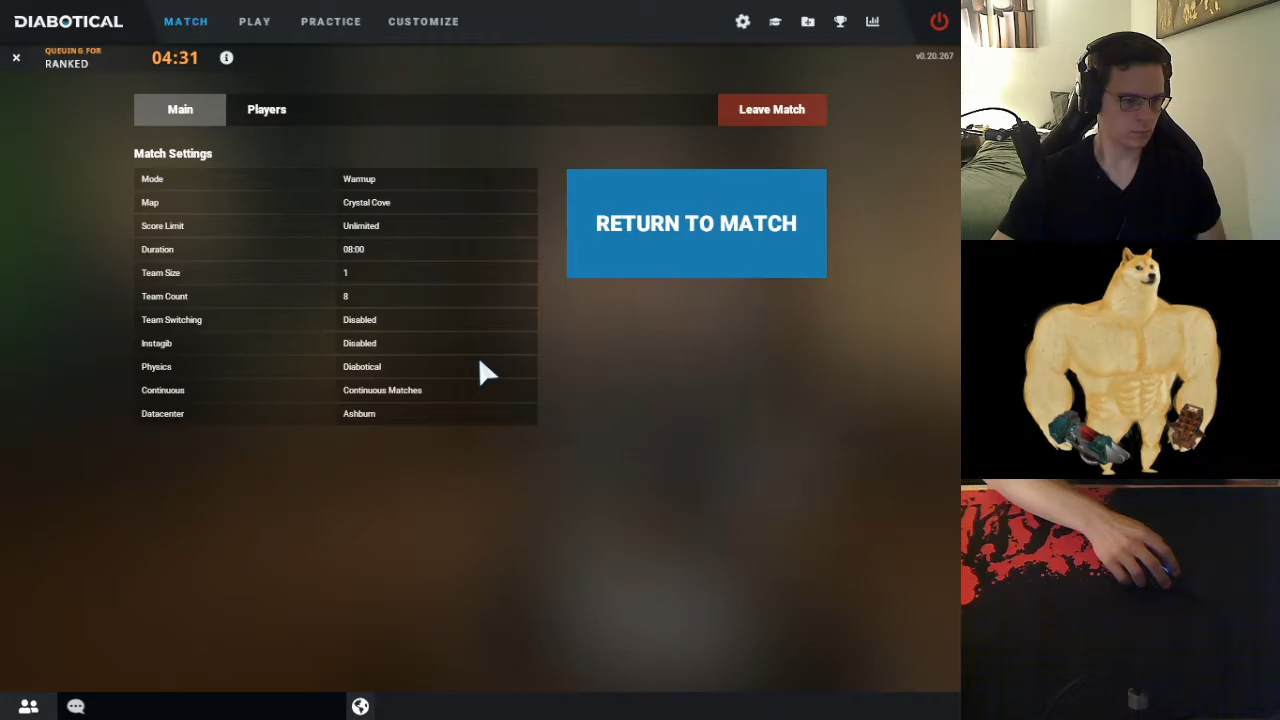 DIABOTICAL MATCH PLAY PRACTICE CUSTOMIZE
QUEUING FOR
RANKED
04:31
v0.20.267
Main Players Leave Match
Match Settings
Mode Warmup
Map Crystal Cove
Score Limit Unlimited
Duration 08:00
Team Size 1
Team Count 8
Team Switching Disabled
Instagib Disabled
Physics Diabotical
Continuous Continuous Matches
Datacenter Ashburn
RETURN TO MATCH